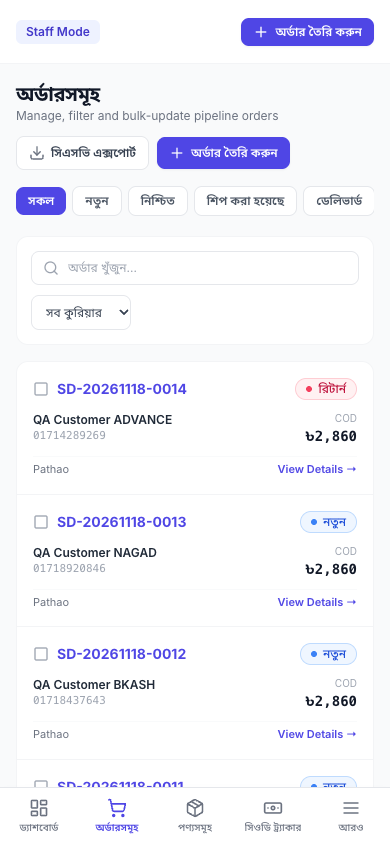 Staff Mode
অর্ডার তৈরি করুন
অর্ডারসমূহ
Manage, filter and bulk-update pipeline orders
সিএসভি এক্সপোর্ট
অর্ডার তৈরি করুন
সকল
নতুন
নিশ্চিত
শিপ করা হয়েছে
ডেলিভার্ড
অর্ডার খুঁজুন...
সব কুরিয়ার
SD-20261118-0014
রিটার্ন
QA Customer ADVANCE
COD
01714289269
৳2,860
Pathao
View Details →
SD-20261118-0013
নতুন
QA Customer NAGAD
COD
01718920846
৳2,860
Pathao
View Details →
SD-20261118-0012
নতুন
QA Customer BKASH
COD
01718437643
৳2,860
Pathao
View Details →
SD-20261118-0011
নতুন
ড্যাশবোর্ড
অর্ডারসমূহ
পণ্যসমূহ
সিওডি ট্র্যাকার
আরও